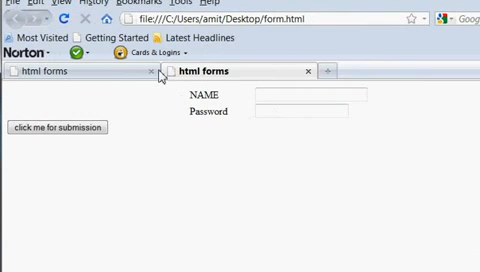 File Edit View History Bookmarks Tools Help
file:///C:/Users/amit/Desktop/form.html
Goo
Norton
Cards & Logins
Most Visited Getting Started Latest Headlines
html forms html forms
NAME
Password
click me for submission